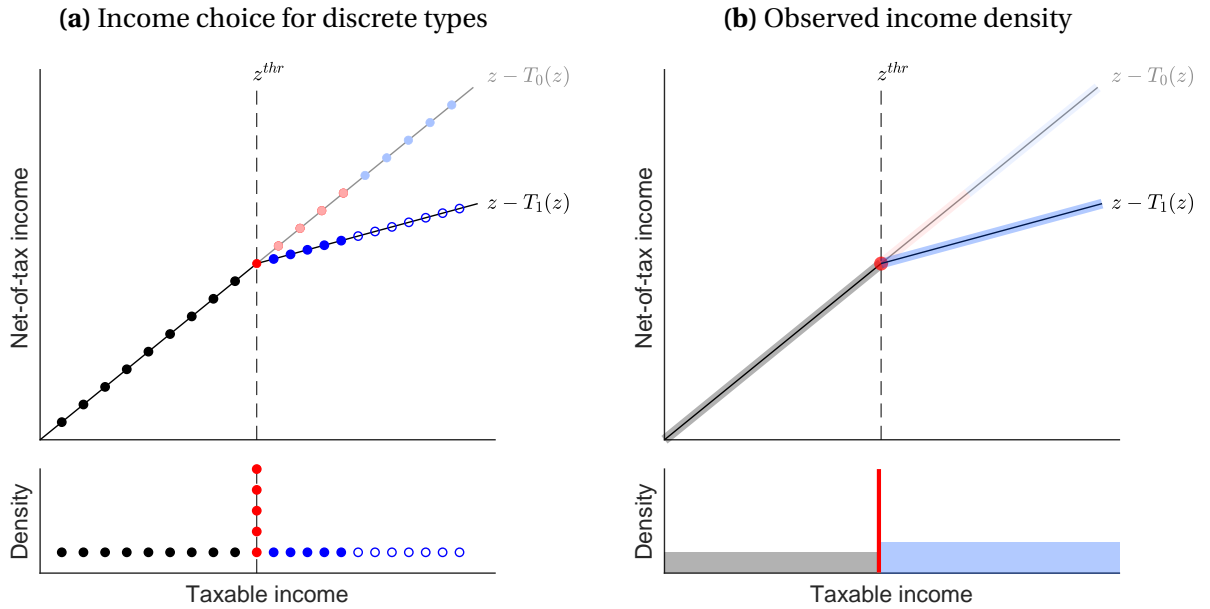 (a) Income choice for discrete types
z^{thr}
z − T_0(z)
z − T_1(z)
Net-of-tax income
Density
Taxable income
(b) Observed income density
z^{thr}
z − T_0(z)
z − T_1(z)
Net-of-tax income
Density
Taxable income